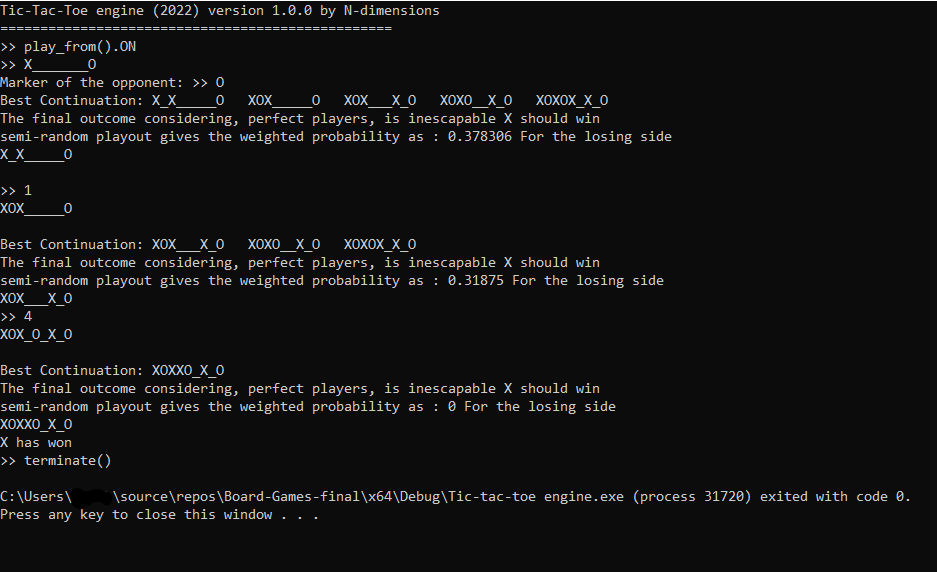 Tic-Tac-Toe engine (2022) version 1.0.0 by N-dimensions
=================================================
>> play_from().ON
>> X_______O
Marker of the opponent: >> O
Best Continuation: X_X_____O   XOX_____O   XOX___X_O   XOXO__X_O   XOXOX_X_O
The final outcome considering, perfect players, is inescapable X should win
semi-random playout gives the weighted probability as : 0.378306 For the losing side
X_X_____O
>> 1
XOX_____O
Best Continuation: XOX___X_O   XOXO__X_O   XOXOX_X_O
The final outcome considering, perfect players, is inescapable X should win
semi-random playout gives the weighted probability as : 0.31875 For the losing side
XOX___X_O
>> 4
XOX_O_X_O
Best Continuation: XOXXO_X_O
The final outcome considering, perfect players, is inescapable X should win
semi-random playout gives the weighted probability as : 0 For the losing side
XOXXO_X_O
X has won
>> terminate()
C:\Users\ \source\repos\Board-Games-final\x64\Debug\Tic-tac-toe engine.exe (process 31720) exited with code 0.
Press any key to close this window . . .